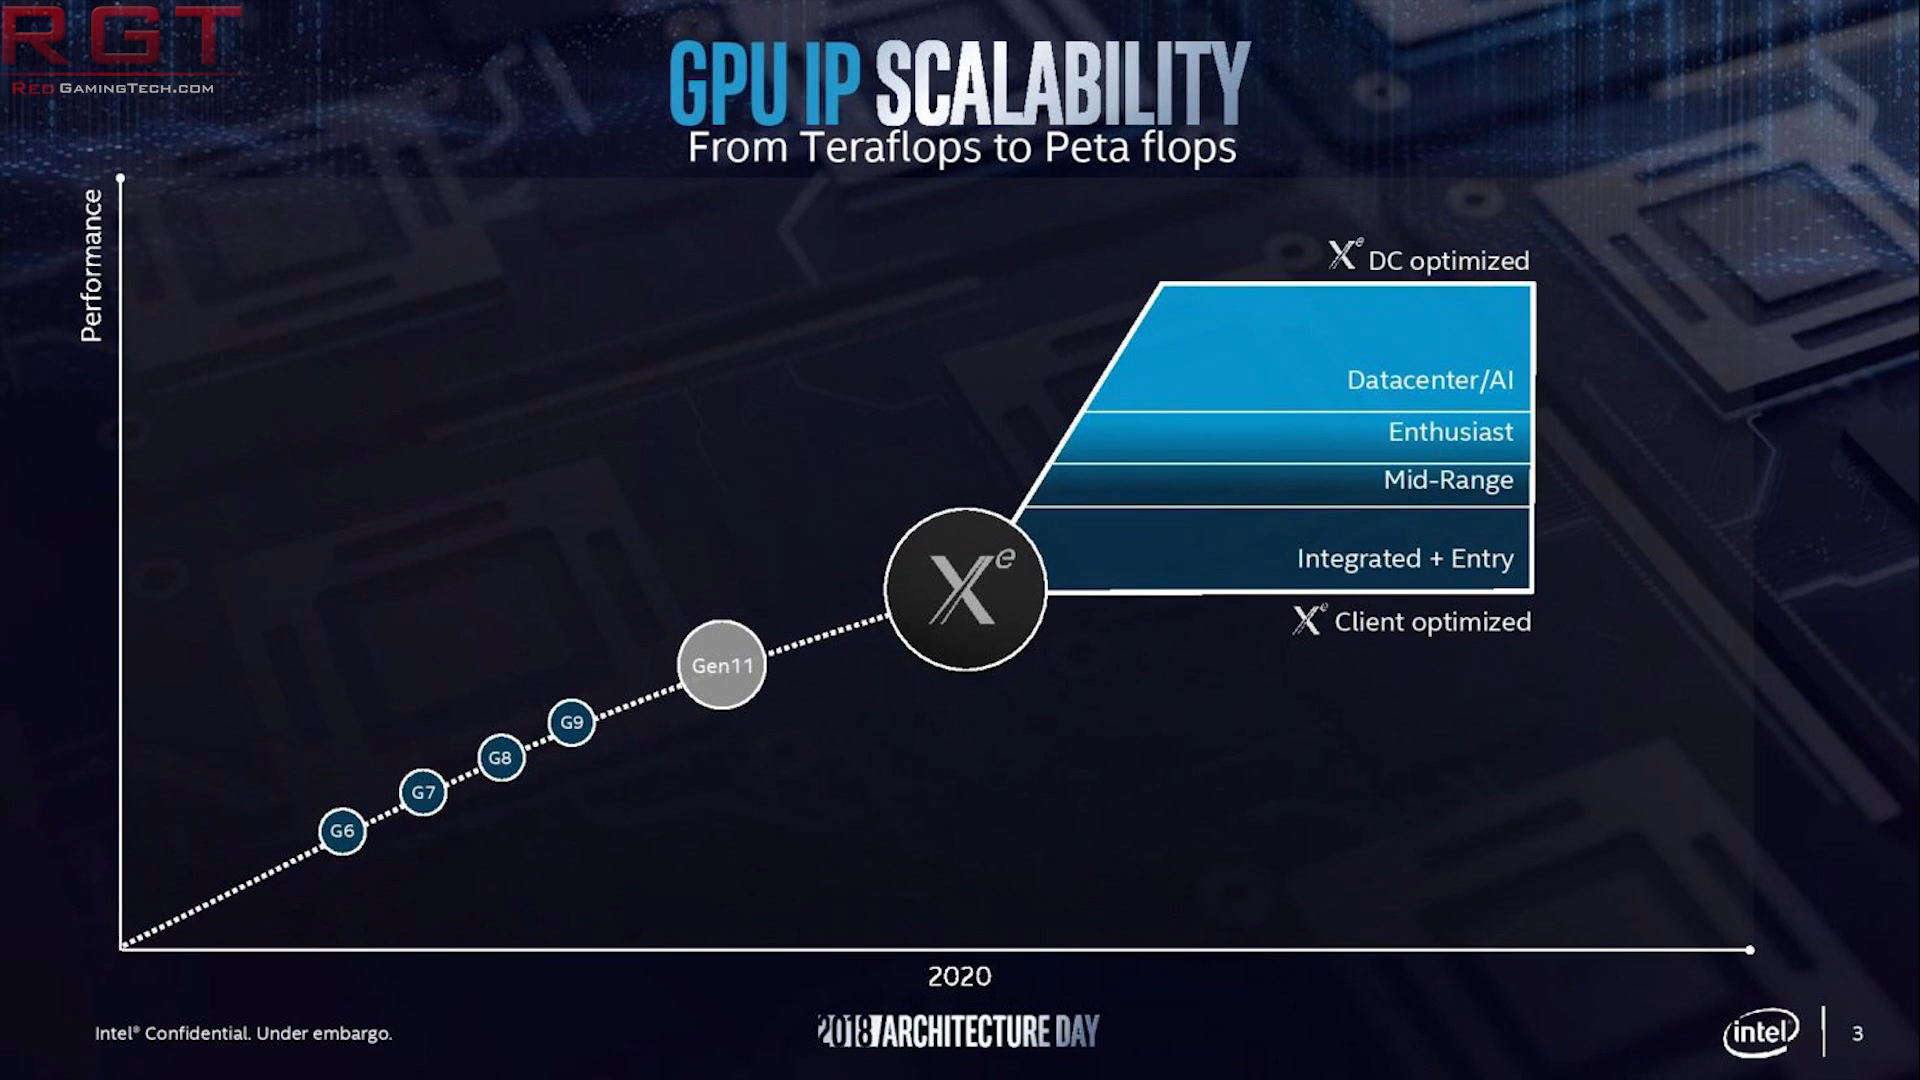 RGT
RED GAMINGTECH.COM
GPU IP SCALABILITY
From Teraflops to Peta flops
Performance
Xe DC optimized
Datacenter/AI
Enthusiast
Mid-Range
Integrated + Entry
Xe
Xe Client optimized
Gen11
G9
G8
G7
G6
2020
Intel® Confidential. Under embargo.
2018 ARCHITECTURE DAY
intel
3